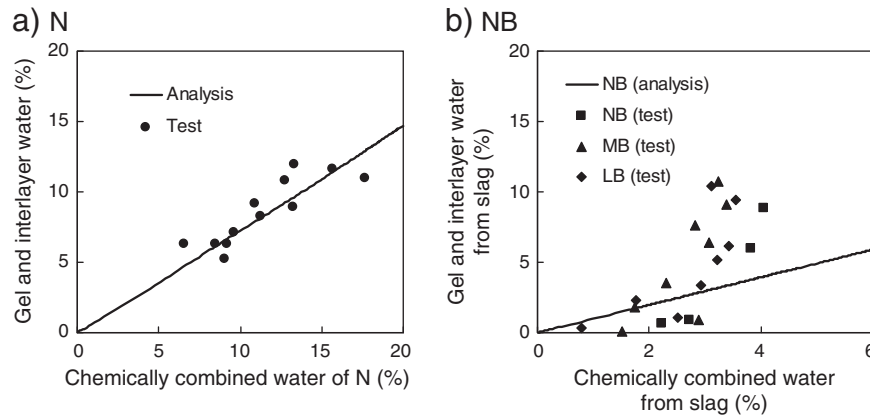 a) N
20
15
10
5
0
Gel and interlayer water (%)
Analysis
Test
0 5 10 15 20
Chemically combined water of N (%)
b) NB
20
15
10
5
0
Gel and interlayer water
from slag (%)
NB (analysis)
NB (test)
MB (test)
LB (test)
0 2 4 6
Chemically combined water
from slag (%)